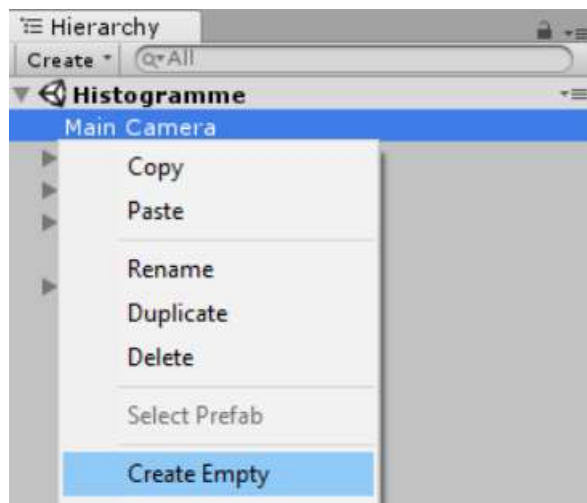 Hierarchy
Create All
Histogramme
Main Camera
Copy
Paste
Rename
Duplicate
Delete
Select Prefab
Create Empty